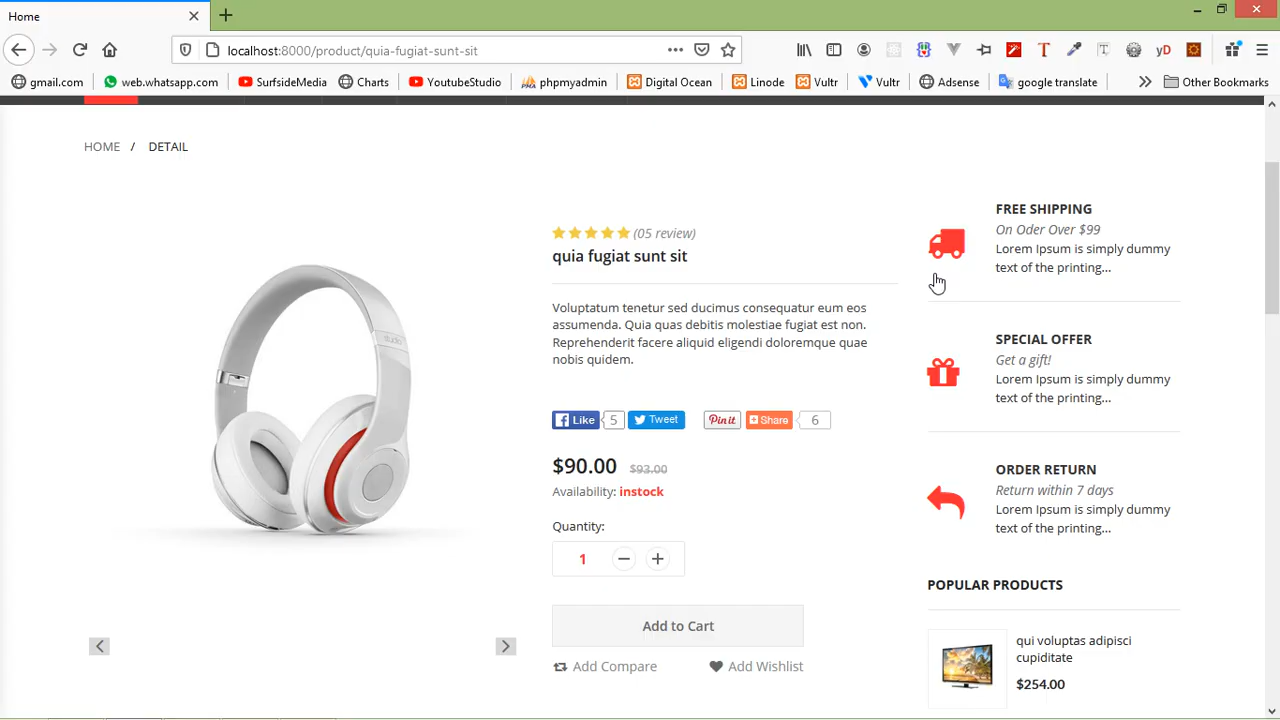 Home
localhost:8000/product/quia-fugiat-sunt-sit
gmail.com
web.whatsapp.com
SurfsideMedia
Charts
YoutubeStudio
phpmyadmin
Digital Ocean
Linode
Vultr
Vultr
Adsense
google translate
Other Bookmarks
HOME / DETAIL
(05 review)
quia fugiat sunt sit
Voluptatum tenetur sed ducimus consequatur eum eos
assumenda. Quia quas debitis molestiae fugiat est non.
Reprehenderit facere aliquid eligendi doloremque quae
nobis quidem.
Like 5 Tweet Pin it Share 6
$90.00 $93.00
Availability: instock
Quantity:
1
Add to Cart
Add Compare
Add Wishlist
FREE SHIPPING
On Oder Over $99
Lorem Ipsum is simply dummy
text of the printing...
SPECIAL OFFER
Get a gift!
Lorem Ipsum is simply dummy
text of the printing...
ORDER RETURN
Return within 7 days
Lorem Ipsum is simply dummy
text of the printing...
POPULAR PRODUCTS
qui voluptas adipisci
cupiditate
$254.00